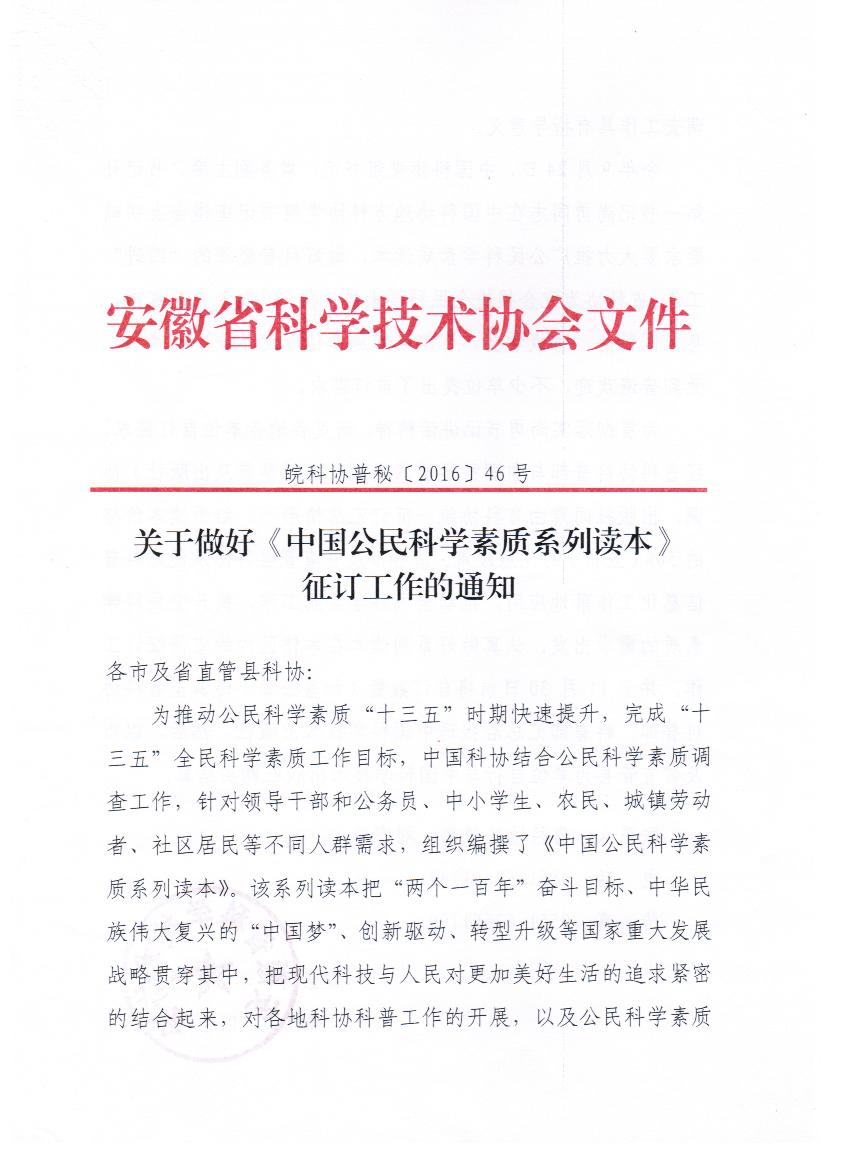 安徽省科学技术协会文件
皖科协普秘〔2016〕46 号
关于做好《中国公民科学素质系列读本》
征订工作的通知
各市及省直管县科协：
为推动公民科学素质“十三五”时期快速提升，完成“十
三五”全民科学素质工作目标，中国科协结合公民科学素质调
查工作，针对领导干部和公务员、中小学生、农民、城镇劳动
者、社区居民等不同人群需求，组织编撰了《中国公民科学素
质系列读本》。该系列读本把“两个一百年”奋斗目标、中华民
族伟大复兴的“中国梦”、创新驱动、转型升级等国家重大发展
战略贯穿其中，把现代科技与人民对更加美好生活的追求紧密
的结合起来，对各地科协科普工作的开展，以及公民科学素质